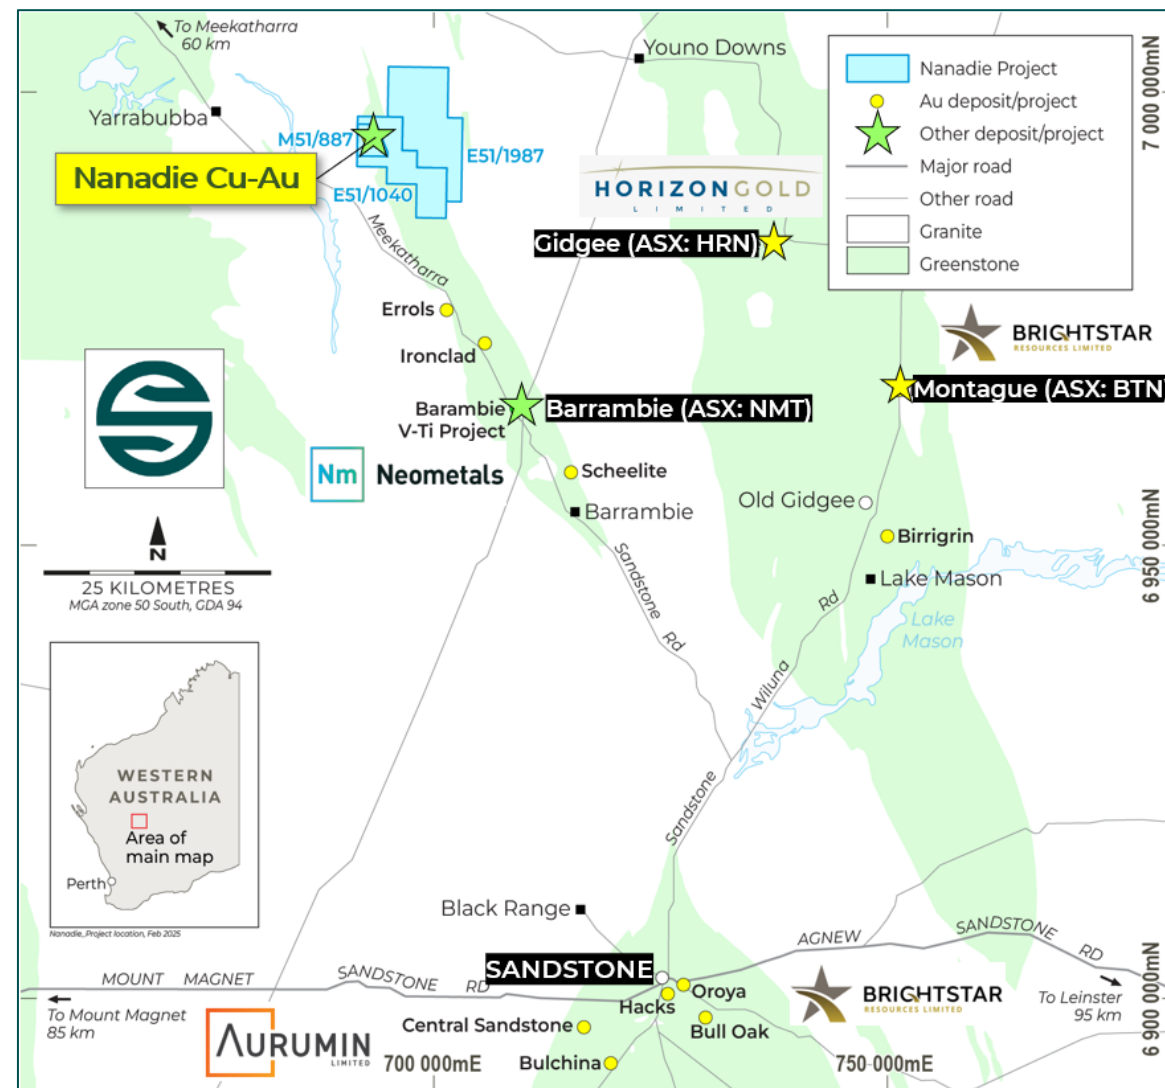 To Meekatharra
60 km
Youno Downs
Yarrabubba
M51/887
E51/1987
Nanadie Cu-Au
E51/1040
Nanadie Project
Au deposit/project
Other deposit/project
Major road
Other road
Granite
Greenstone
7 000 000mN
HORIZONGOLD
LIMITED
Gidgee (ASX: HRN)
Meekatharra
Errols
Ironclad
BRIGHTSTAR
RESOURCES LIMITED
Montague (ASX: BTN)
Barambie
V-Ti Project
Barrambie (ASX: NMT)
Nm Neometals
Scheelite
Barrambie
Old Gidgee
Birrigrin
Lake Mason
Lake
Mason
6 950 000mN
N
25 KILOMETRES
MGA zone 50 South, GDA 94
Sandstone Rd
Sandstone Wiluna Rd
WESTERN
AUSTRALIA
Area of
main map
Perth
Nanadie_Project location, Feb 2025
Black Range
SANDSTONE
AGNEW SANDSTONE RD
MOUNT MAGNET SANDSTONE RD
To Mount Magnet
85 km
Hacks
Oroya
Bull Oak
Central Sandstone
Bulchina
BRIGHTSTAR
RESOURCES LIMITED
To Leinster
95 km
AURUMIN
LIMITED
700 000mE
750 000mE
6 900 000mN